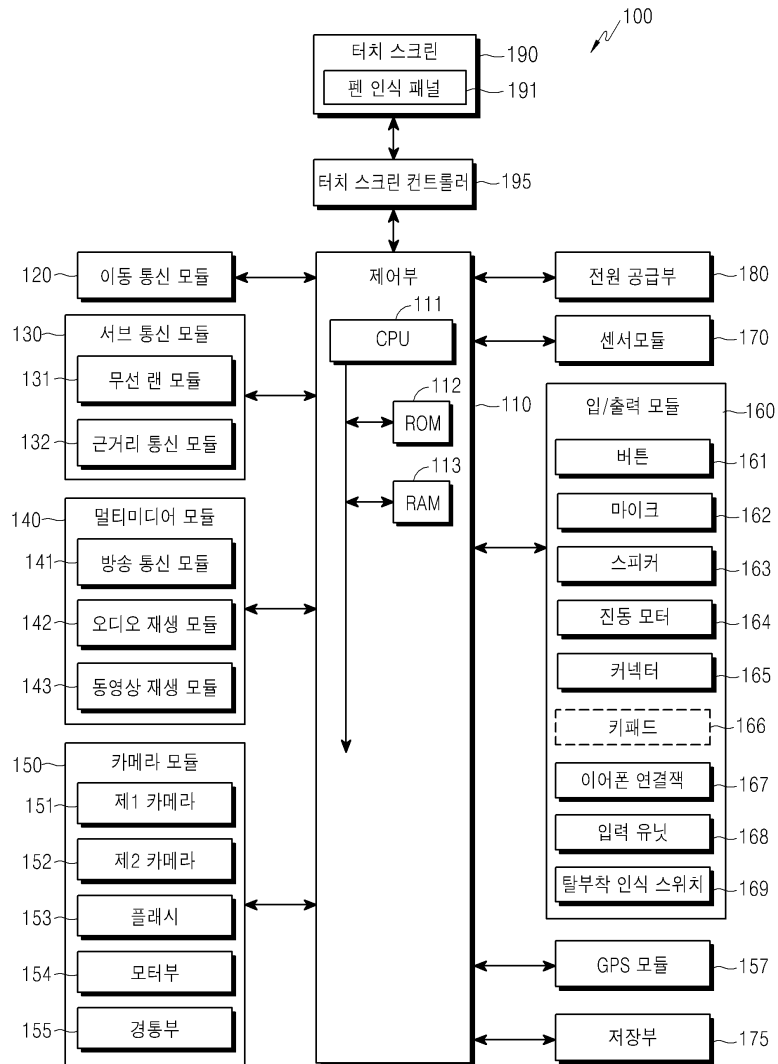 100
터치 스크린
190
펜 인식 패널
191
터치 스크린 컨트롤러
195
120
이동 통신 모듈
130
서브 통신 모듈
131
무선 랜 모듈
132
근거리 통신 모듈
140
멀티미디어 모듈
141
방송 통신 모듈
142
오디오 재생 모듈
143
동영상 재생 모듈
150
카메라 모듈
151
제1 카메라
152
제2 카메라
153
플래시
154
모터부
155
경통부
제어부
111
CPU
112
ROM
113
RAM
110
전원 공급부
180
센서모듈
170
입/출력 모듈
160
버튼
161
마이크
162
스피커
163
진동 모터
164
커넥터
165
키패드
166
이어폰 연결잭
167
입력 유닛
168
탈부착 인식 스위치
169
GPS 모듈
157
저장부
175